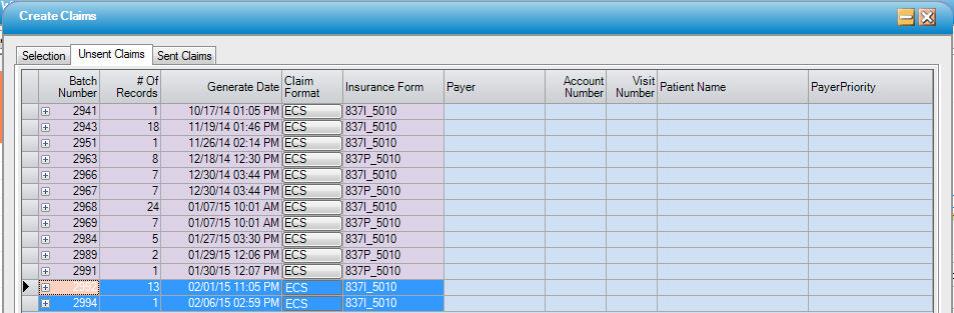 Create Claims
Selection Unsent Claims Sent Claims
Batch Number # Of Records Generate Date Claim Format Insurance Form Payer Account Number Visit Number Patient Name PayerPriority
2941 1 10/17/14 01:05 PM ECS 837I_5010
2943 18 11/19/14 01:46 PM ECS 837I_5010
2951 1 11/26/14 02:14 PM ECS 837I_5010
2963 8 12/18/14 12:30 PM ECS 837P_5010
2966 7 12/30/14 03:44 PM ECS 837I_5010
2967 7 12/30/14 03:44 PM ECS 837P_5010
2968 24 01/07/15 10:01 AM ECS 837I_5010
2969 7 01/07/15 10:01 AM ECS 837P_5010
2984 5 01/27/15 03:30 PM ECS 837I_5010
2989 2 01/29/15 12:06 PM ECS 837P_5010
2991 1 01/30/15 12:07 PM ECS 837P_5010
2992 13 02/01/15 11:05 PM ECS 837I_5010
2994 1 02/06/15 02:59 PM ECS 837I_5010